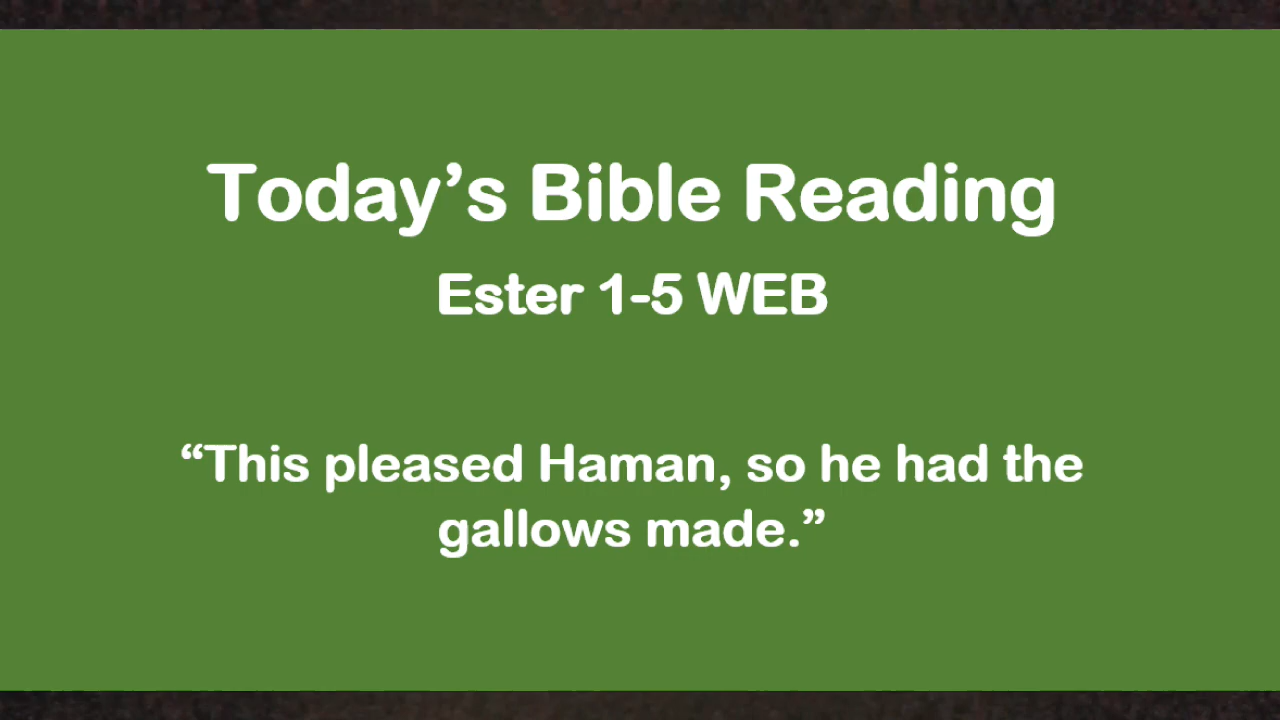 Today’s Bible Reading
Ester 1-5 WEB
“This pleased Haman, so he had the
gallows made.”